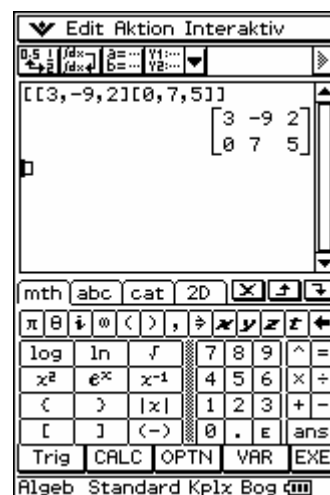 Edit Aktion Interaktiv
[[3,-9,2][0,7,5]]
[3 -9 2]
[0 7 5]
mth abc cat 2D
π θ i ∞ ( ) , ⇒ x y z t ←
log ln √ 7 8 9 ^ =
x² eˣ x⁻¹ 4 5 6 × ÷
{ } |x| 1 2 3 + −
[ ] (−) 0 . E ans
Trig CALC OPTN VAR EXE
Algeb Standard Kplx Bog